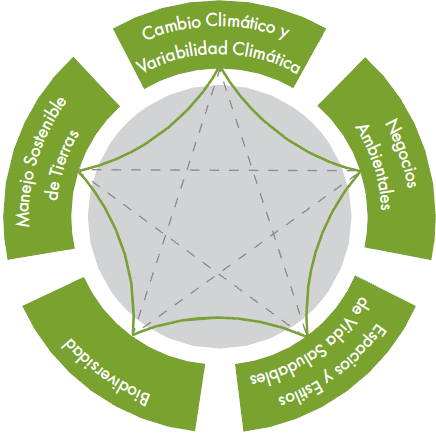 Cambio Climático y
Variabilidad Climática
Negocios
Ambientales
Espacios y Estilos
de Vida Saludables
Biodiversidad
Manejo Sostenible
de Tierras